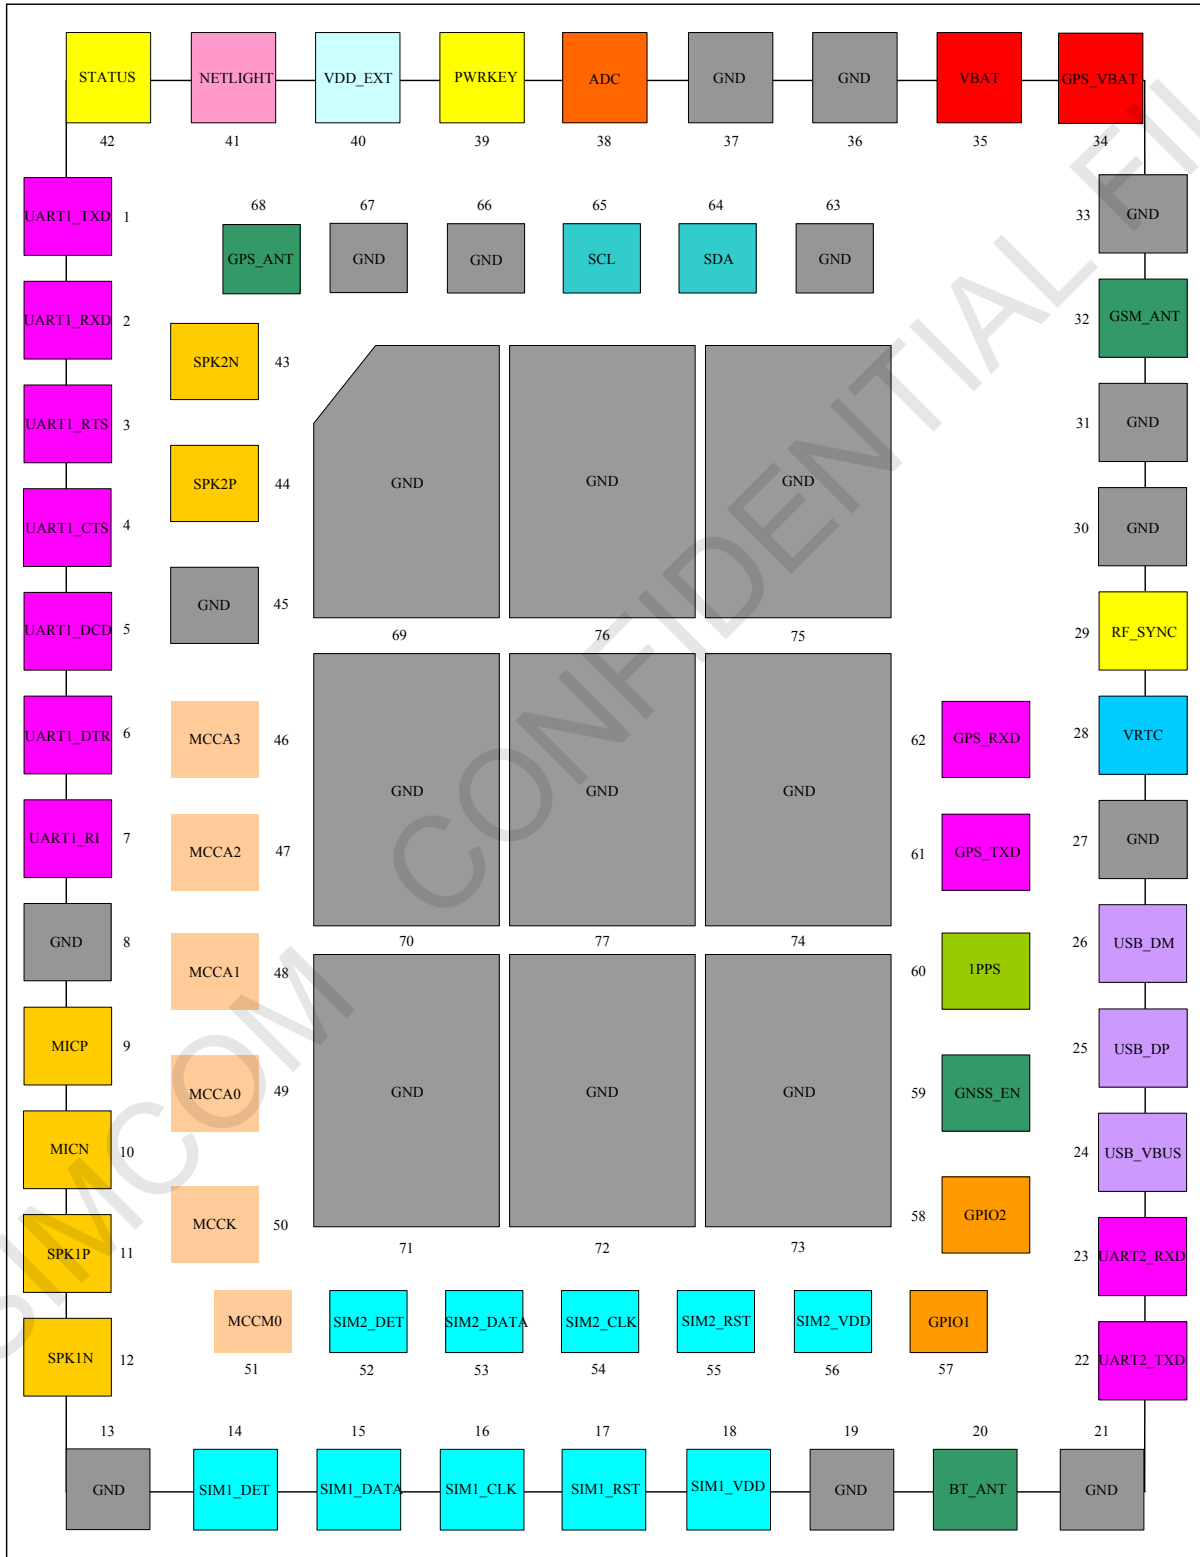 STATUS NETLIGHT VDD_EXT PWRKEY ADC GND GND VBAT GPS_VBAT
42 41 40 39 38 37 36 35 34
UART1_TXD 1 68 67 66 65 64 63 33 GND
GPS_ANT GND GND SCL SDA GND
UART1_RXD 2 32 GSM_ANT
SPK2N 43
UART1_RTS 3 31 GND
SPK2P 44 GND GND GND
UART1_CTS 4 30 GND
GND 45
UART1_DCD 5 69 76 75 29 RF_SYNC
UART1_DTR 6 MCCA3 46 62 GPS_RXD 28 VRTC
GND GND GND
UART1_RI 7 MCCA2 47 61 GPS_TXD 27 GND
GND 8 70 77 74 26 USB_DM
MCCA1 48 60 1PPS
MICP 9 25 USB_DP
MCCA0 49 GND GND GND 59 GNSS_EN
MICN 10 24 USB_VBUS
MCCK 50 58 GPIO2
SPK1P 11 71 72 73 23 UART2_RXD
MCCM0 SIM2_DET SIM2_DATA SIM2_CLK SIM2_RST SIM2_VDD GPIO1
SPK1N 12 51 52 53 54 55 56 57 22 UART2_TXD
13 14 15 16 17 18 19 20 21
GND SIM1_DET SIM1_DATA SIM1_CLK SIM1_RST SIM1_VDD GND BT_ANT GND
SIMCOM CONFIDENTIAL